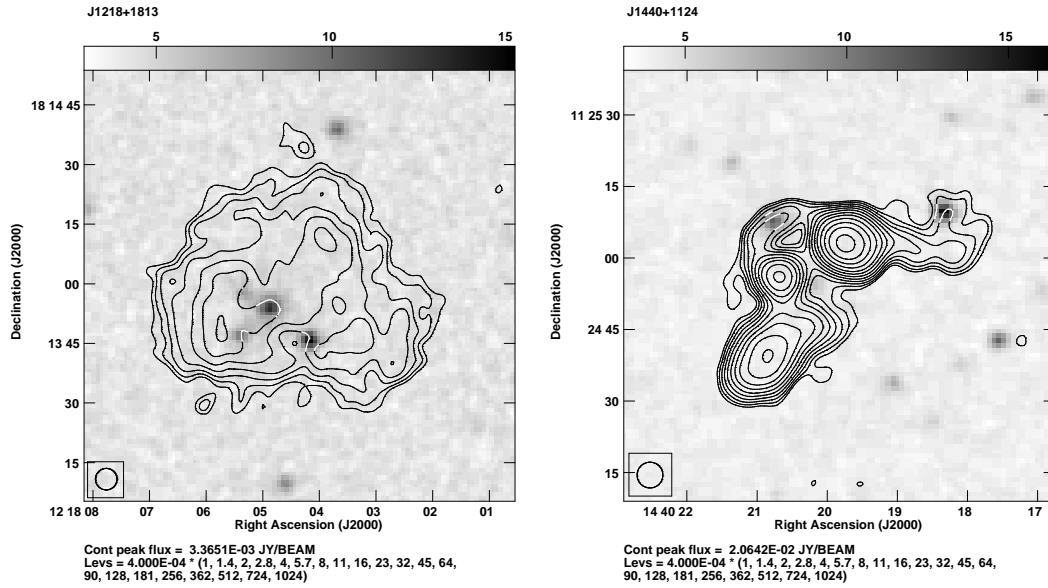 J1218+1813
5 10 15
18 14 45
30
15
00
13 45
30
15
Declination (J2000)
12 18 08 07 06 05 04 03 02 01
Right Ascension (J2000)
Cont peak flux = 3.3651E-03 JY/BEAM
Levs = 4.000E-04 * (1, 1.4, 2, 2.8, 4, 5.7, 8, 11, 16, 23, 32, 45, 64,
90, 128, 181, 256, 362, 512, 724, 1024)
J1440+1124
5 10 15
11 25 30
15
00
24 45
30
15
Declination (J2000)
14 40 22 21 20 19 18 17
Right Ascension (J2000)
Cont peak flux = 2.0642E-02 JY/BEAM
Levs = 4.000E-04 * (1, 1.4, 2, 2.8, 4, 5.7, 8, 11, 16, 23, 32, 45, 64,
90, 128, 181, 256, 362, 512, 724, 1024)